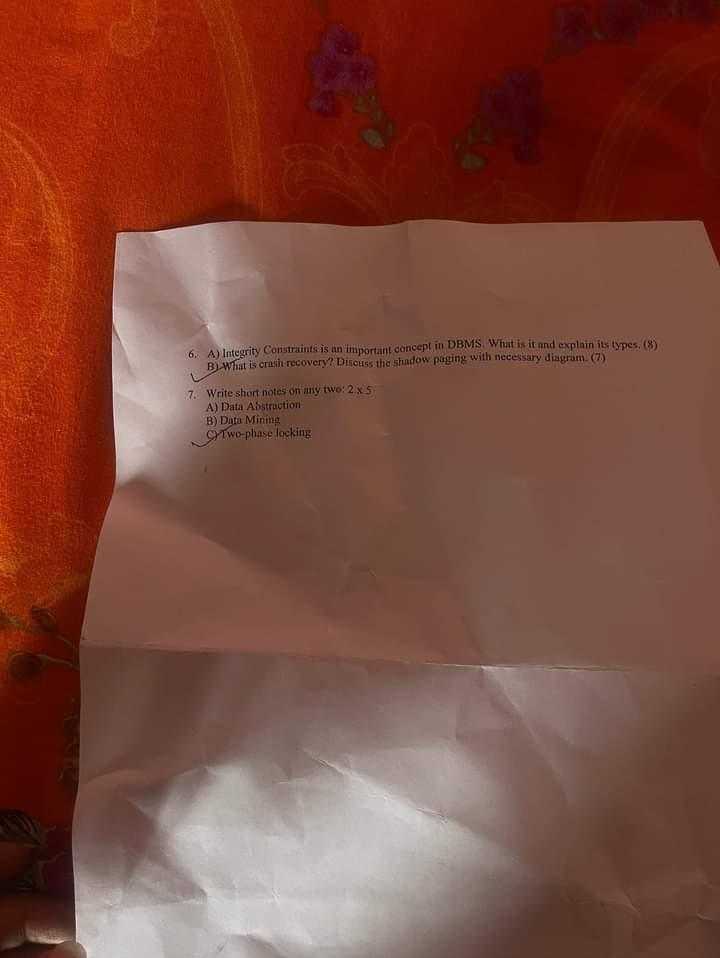 6. A) Integrity Constraints is an important concept in DBMS. What is it and explain its types. (8)
B) What is crash recovery? Discuss the shadow paging with necessary diagram. (7)
7. Write short notes on any two: 2 x 5
A) Data Abstraction
B) Data Mining
C) Two-phase locking